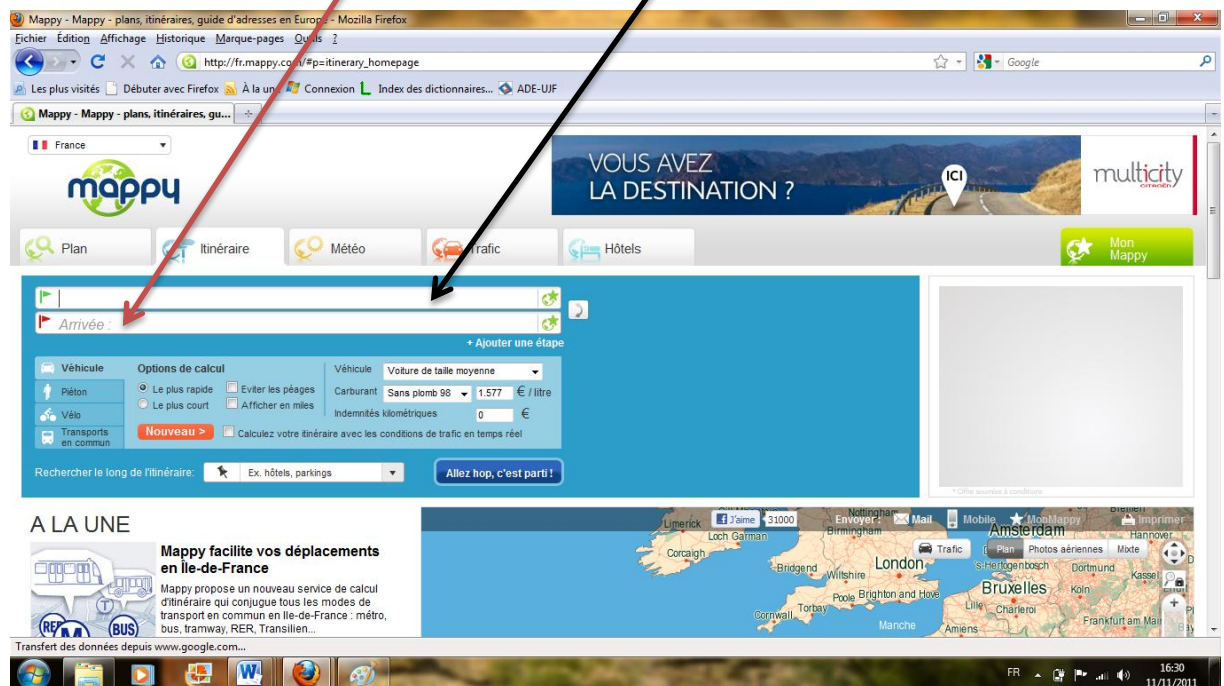 Mappy - Mappy - plans, itinéraires, guide d'adresses en Europe - Mozilla Firefox
Fichier Édition Affichage Historique Marque-pages Outils ?
http://fr.mappy.com/#p=itinerary_homepage
Google
Les plus visités Débuter avec Firefox À la une Connexion Index des dictionnaires... ADE-UJF
Mappy - Mappy - plans, itinéraires, gu...
France
mappy
VOUS AVEZ
LA DESTINATION ?
ICI
multicity
CITROËN
Plan Itinéraire Météo Trafic Hôtels
Mon
Mappy
Arrivée :
+ Ajouter une étape
Véhicule Options de calcul Véhicule Voiture de taille moyenne
Piéton Le plus rapide Eviter les péages Carburant Sans plomb 98 1.577 € / litre
Vélo Le plus court Afficher en miles Indemnités kilométriques 0 €
Transports
en commun
Nouveau > Calculez votre itinéraire avec les conditions de trafic en temps réel
Rechercher le long de l'itinéraire: Ex. hôtels, parkings Allez hop, c'est parti !
* Offre soumise à conditions
A LA UNE
Mappy facilite vos déplacements
en Île-de-France
Mappy propose un nouveau service de calcul
d'itinéraire qui conjugue tous les modes de
transport en commun en Ile-de-France : métro,
bus, tramway, RER, Transilien...
T
RER
M
BUS
J'aime 31000 Envoyer : Mail Mobile MonMappy Imprimer
Trafic Plan Photos aériennes Mixte
Limerick
Loch Garman
Corcaigh
Nottingham
Birmingham
Bridgend
Wiltshire
London
Poole Brighton and Hove
Torbay
Cornwall
Manche
Amsterdam
Bremen
Hannover
s-Hertogenbosch
Dortmund
Kassel
Bruxelles
Köln
Erfurt
Lille
Charleroi
Amiens
Frankfurt am Main
Transfert des données depuis www.google.com...
FR
16:30
11/11/2011